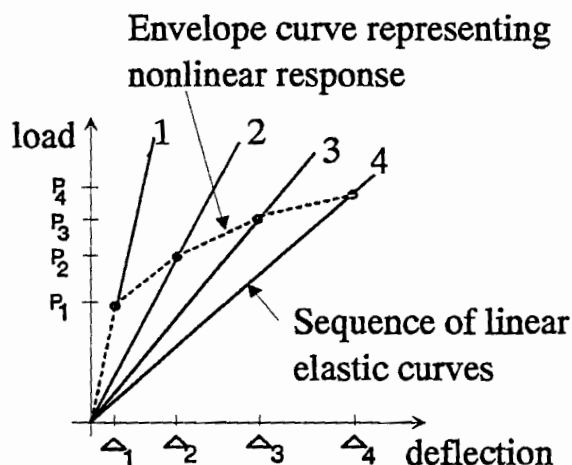 Envelope curve representing
nonlinear response
load
1
2
3
4
P4
P3
P2
P1
Sequence of linear
elastic curves
Δ1
Δ2
Δ3
Δ4
deflection